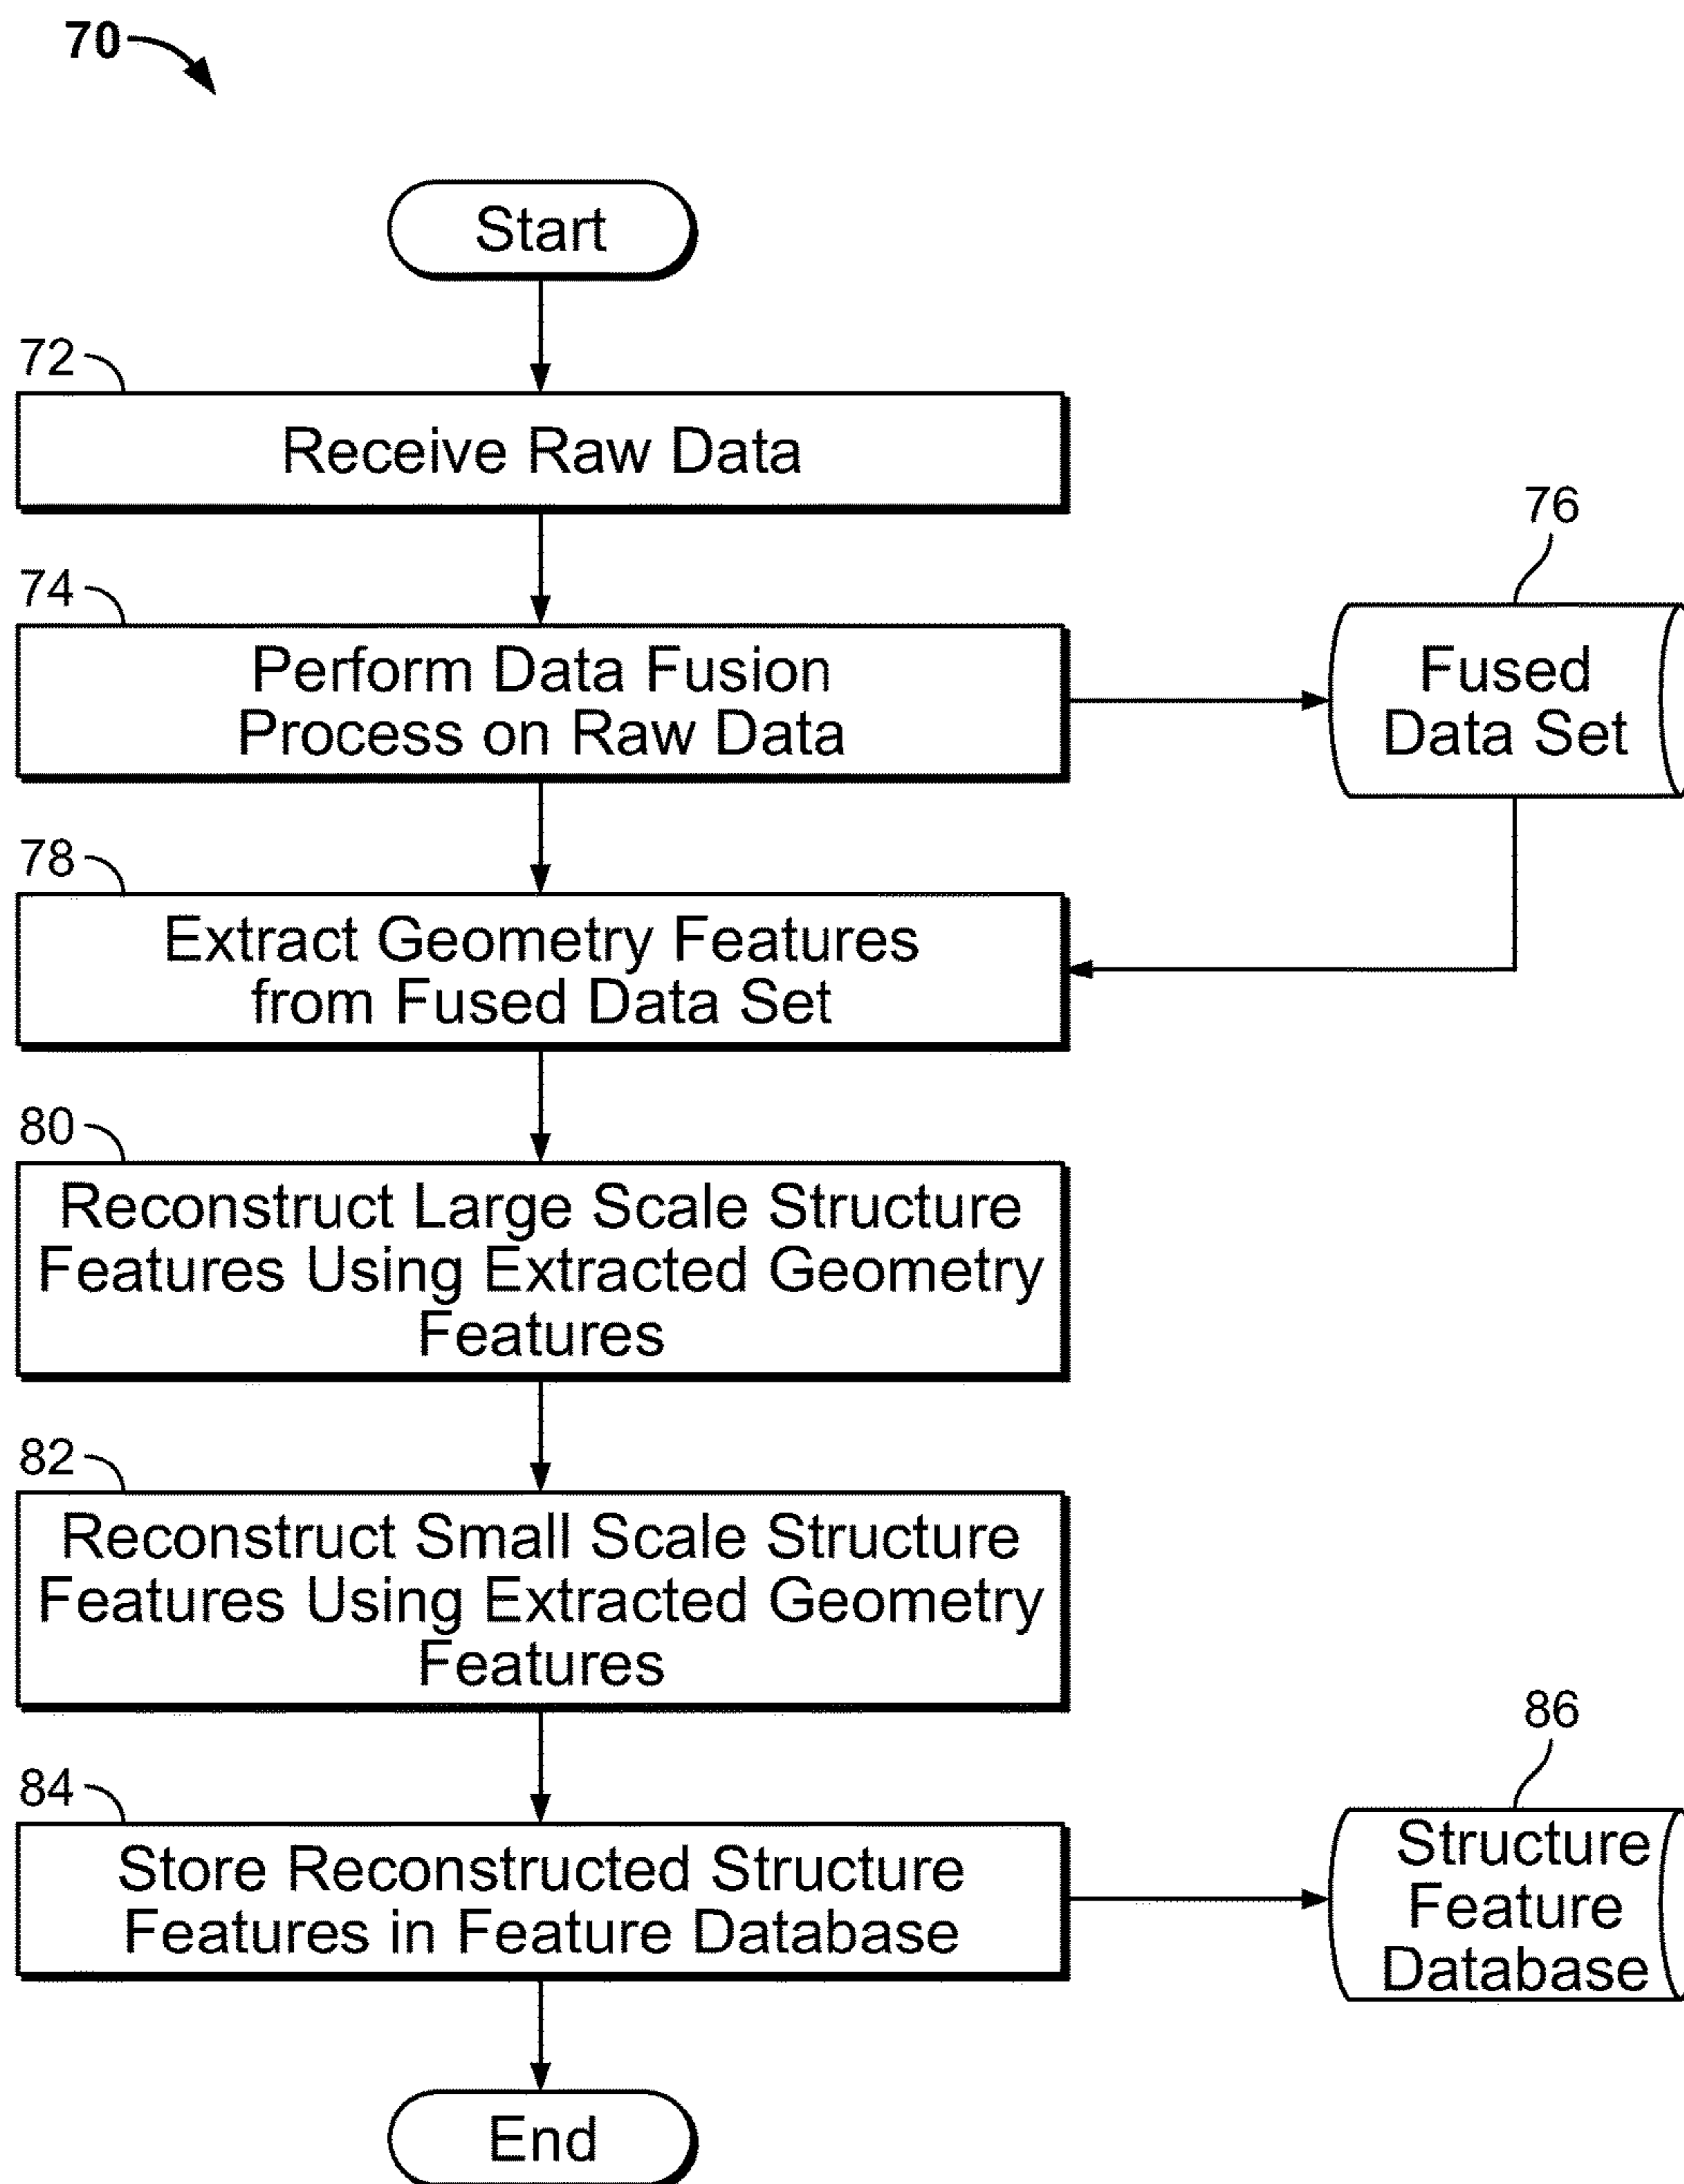 70
Start
72
Receive Raw Data
74
Perform Data Fusion
Process on Raw Data
76
Fused
Data Set
78
Extract Geometry Features
from Fused Data Set
80
Reconstruct Large Scale Structure
Features Using Extracted Geometry
Features
82
Reconstruct Small Scale Structure
Features Using Extracted Geometry
Features
84
Store Reconstructed Structure
Features in Feature Database
86
Structure
Feature
Database
End